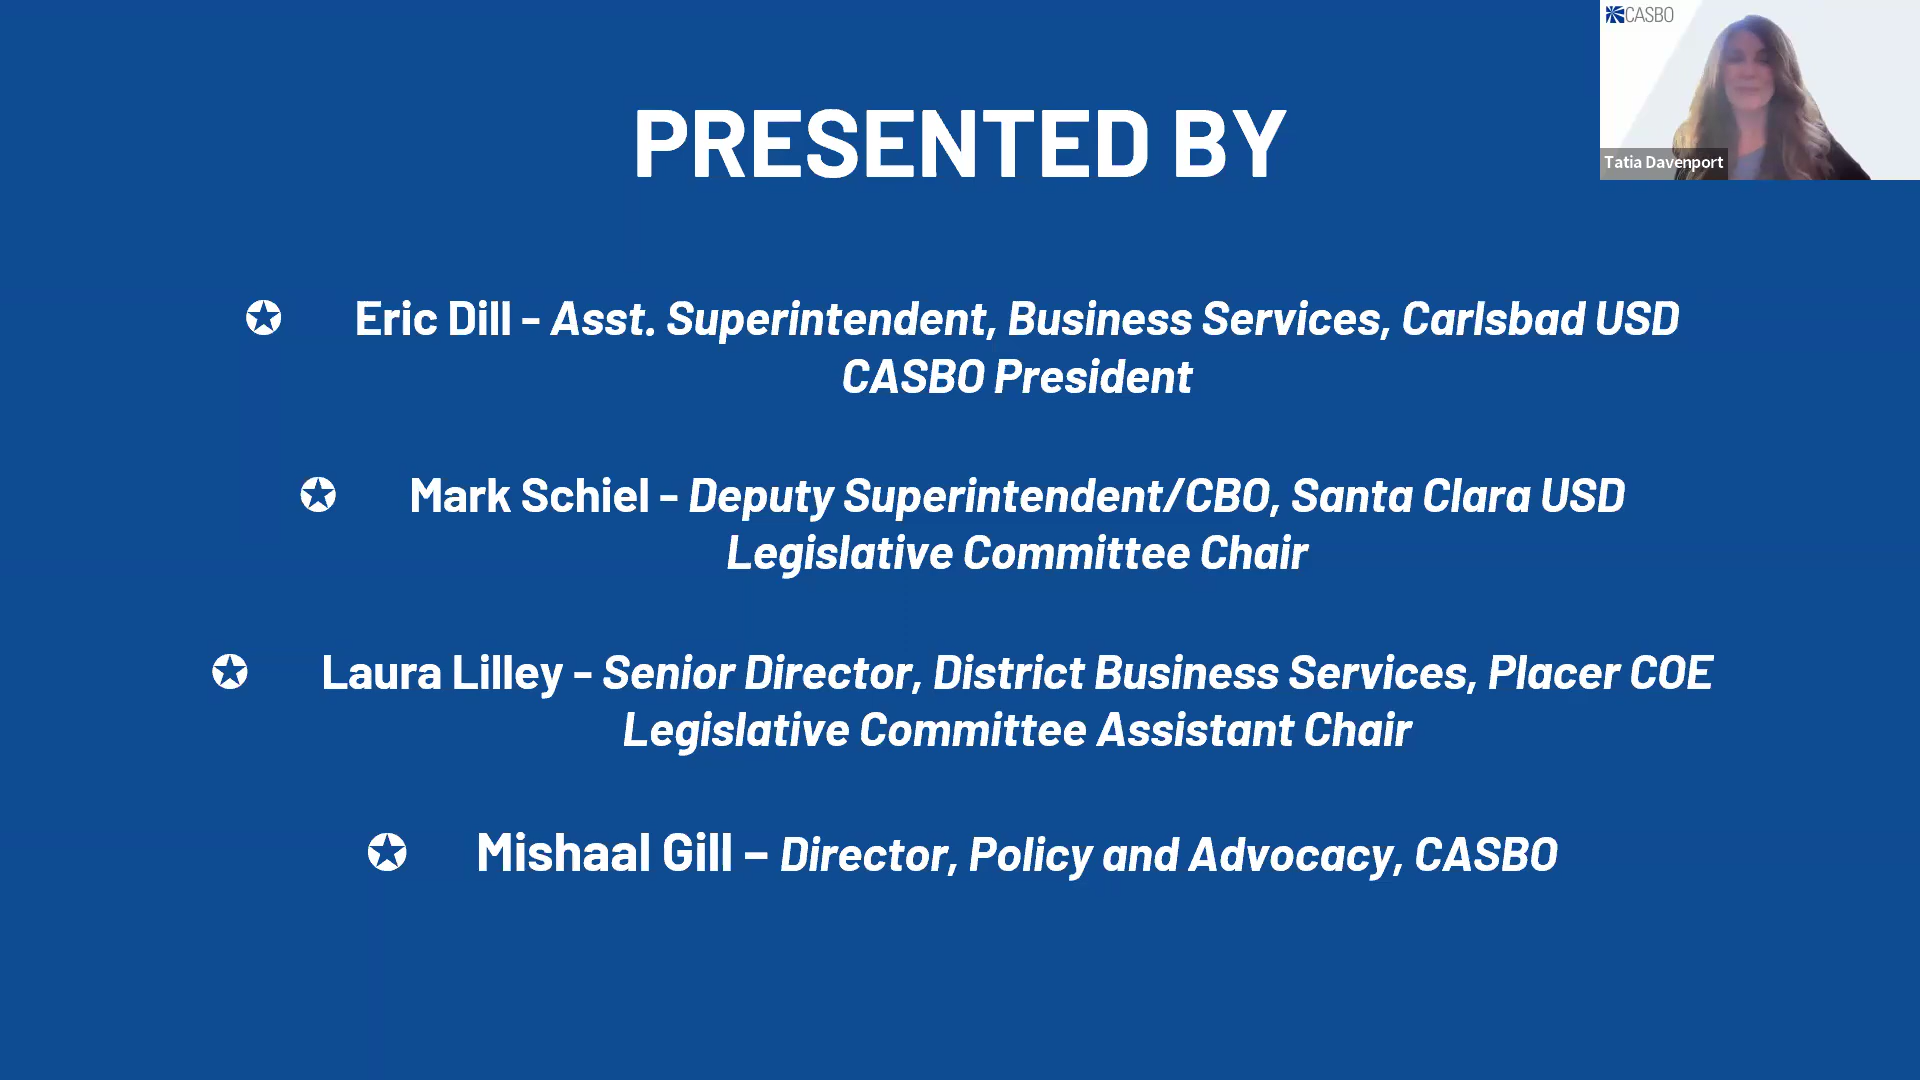 CASBO
Tatia Davenport
PRESENTED BY
✪ Eric Dill - Asst. Superintendent, Business Services, Carlsbad USD
CASBO President
✪ Mark Schiel - Deputy Superintendent/CBO, Santa Clara USD
Legislative Committee Chair
✪ Laura Lilley - Senior Director, District Business Services, Placer COE
Legislative Committee Assistant Chair
✪ Mishaal Gill – Director, Policy and Advocacy, CASBO